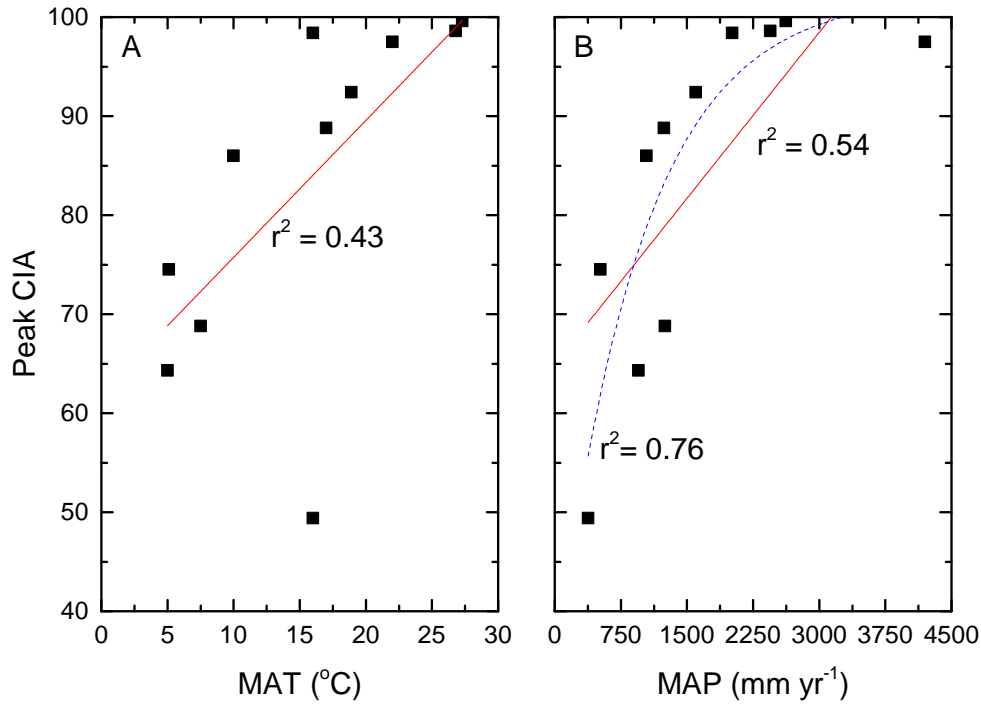 A
B
100
90
80
70
60
50
40
Peak CIA
r² = 0.43
r² = 0.54
r²= 0.76
0 5 10 15 20 25 30
0 750 1500 2250 3000 3750 4500
MAT (°C)
MAP (mm yr⁻¹)